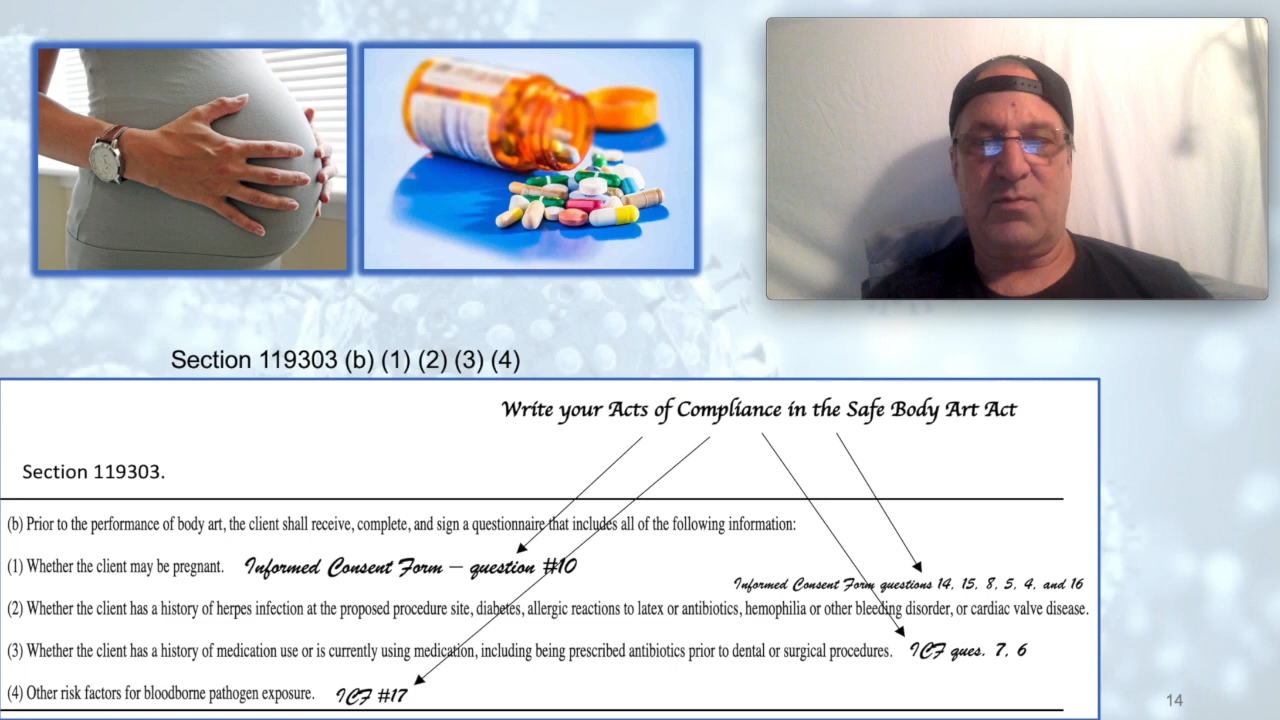 Section 119303 (b) (1) (2) (3) (4)
Write your Acts of Compliance in the Safe Body Art Act
Section 119303.
(b) Prior to the performance of body art, the client shall receive, complete, and sign a questionnaire that includes all of the following information:
(1) Whether the client may be pregnant. Informed Consent Form – question #10
Informed Consent Form questions 14, 15, 8, 5, 4, and 16
(2) Whether the client has a history of herpes infection at the proposed procedure site, diabetes, allergic reactions to latex or antibiotics, hemophilia or other bleeding disorder, or cardiac valve disease.
(3) Whether the client has a history of medication use or is currently using medication, including being prescribed antibiotics prior to dental or surgical procedures. ICF ques. 7, 6
(4) Other risk factors for bloodborne pathogen exposure. ICF #17
14